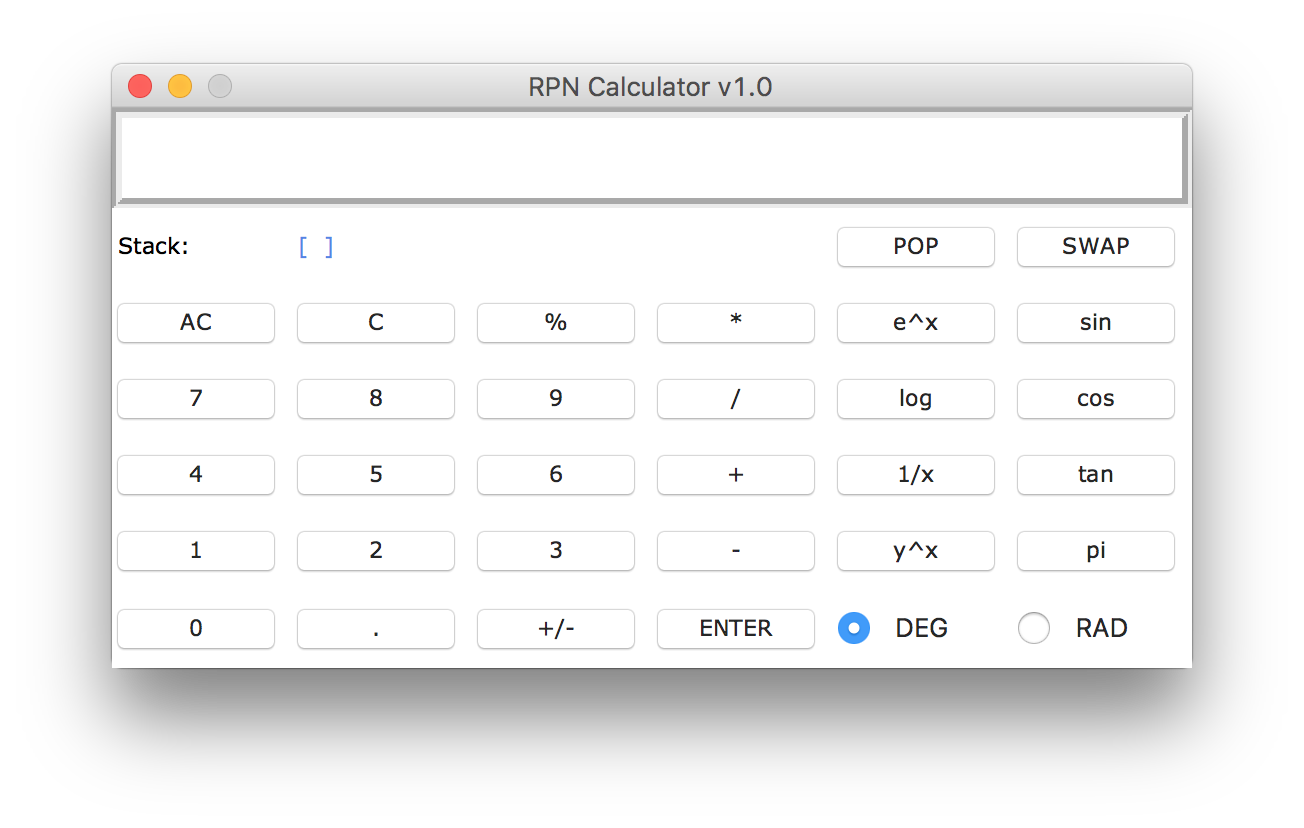 RPN Calculator v1.0
Stack: [ ] POP SWAP
AC C % * e^x sin
7 8 9 / log cos
4 5 6 + 1/x tan
1 2 3 - y^x pi
0 . +/- ENTER DEG RAD